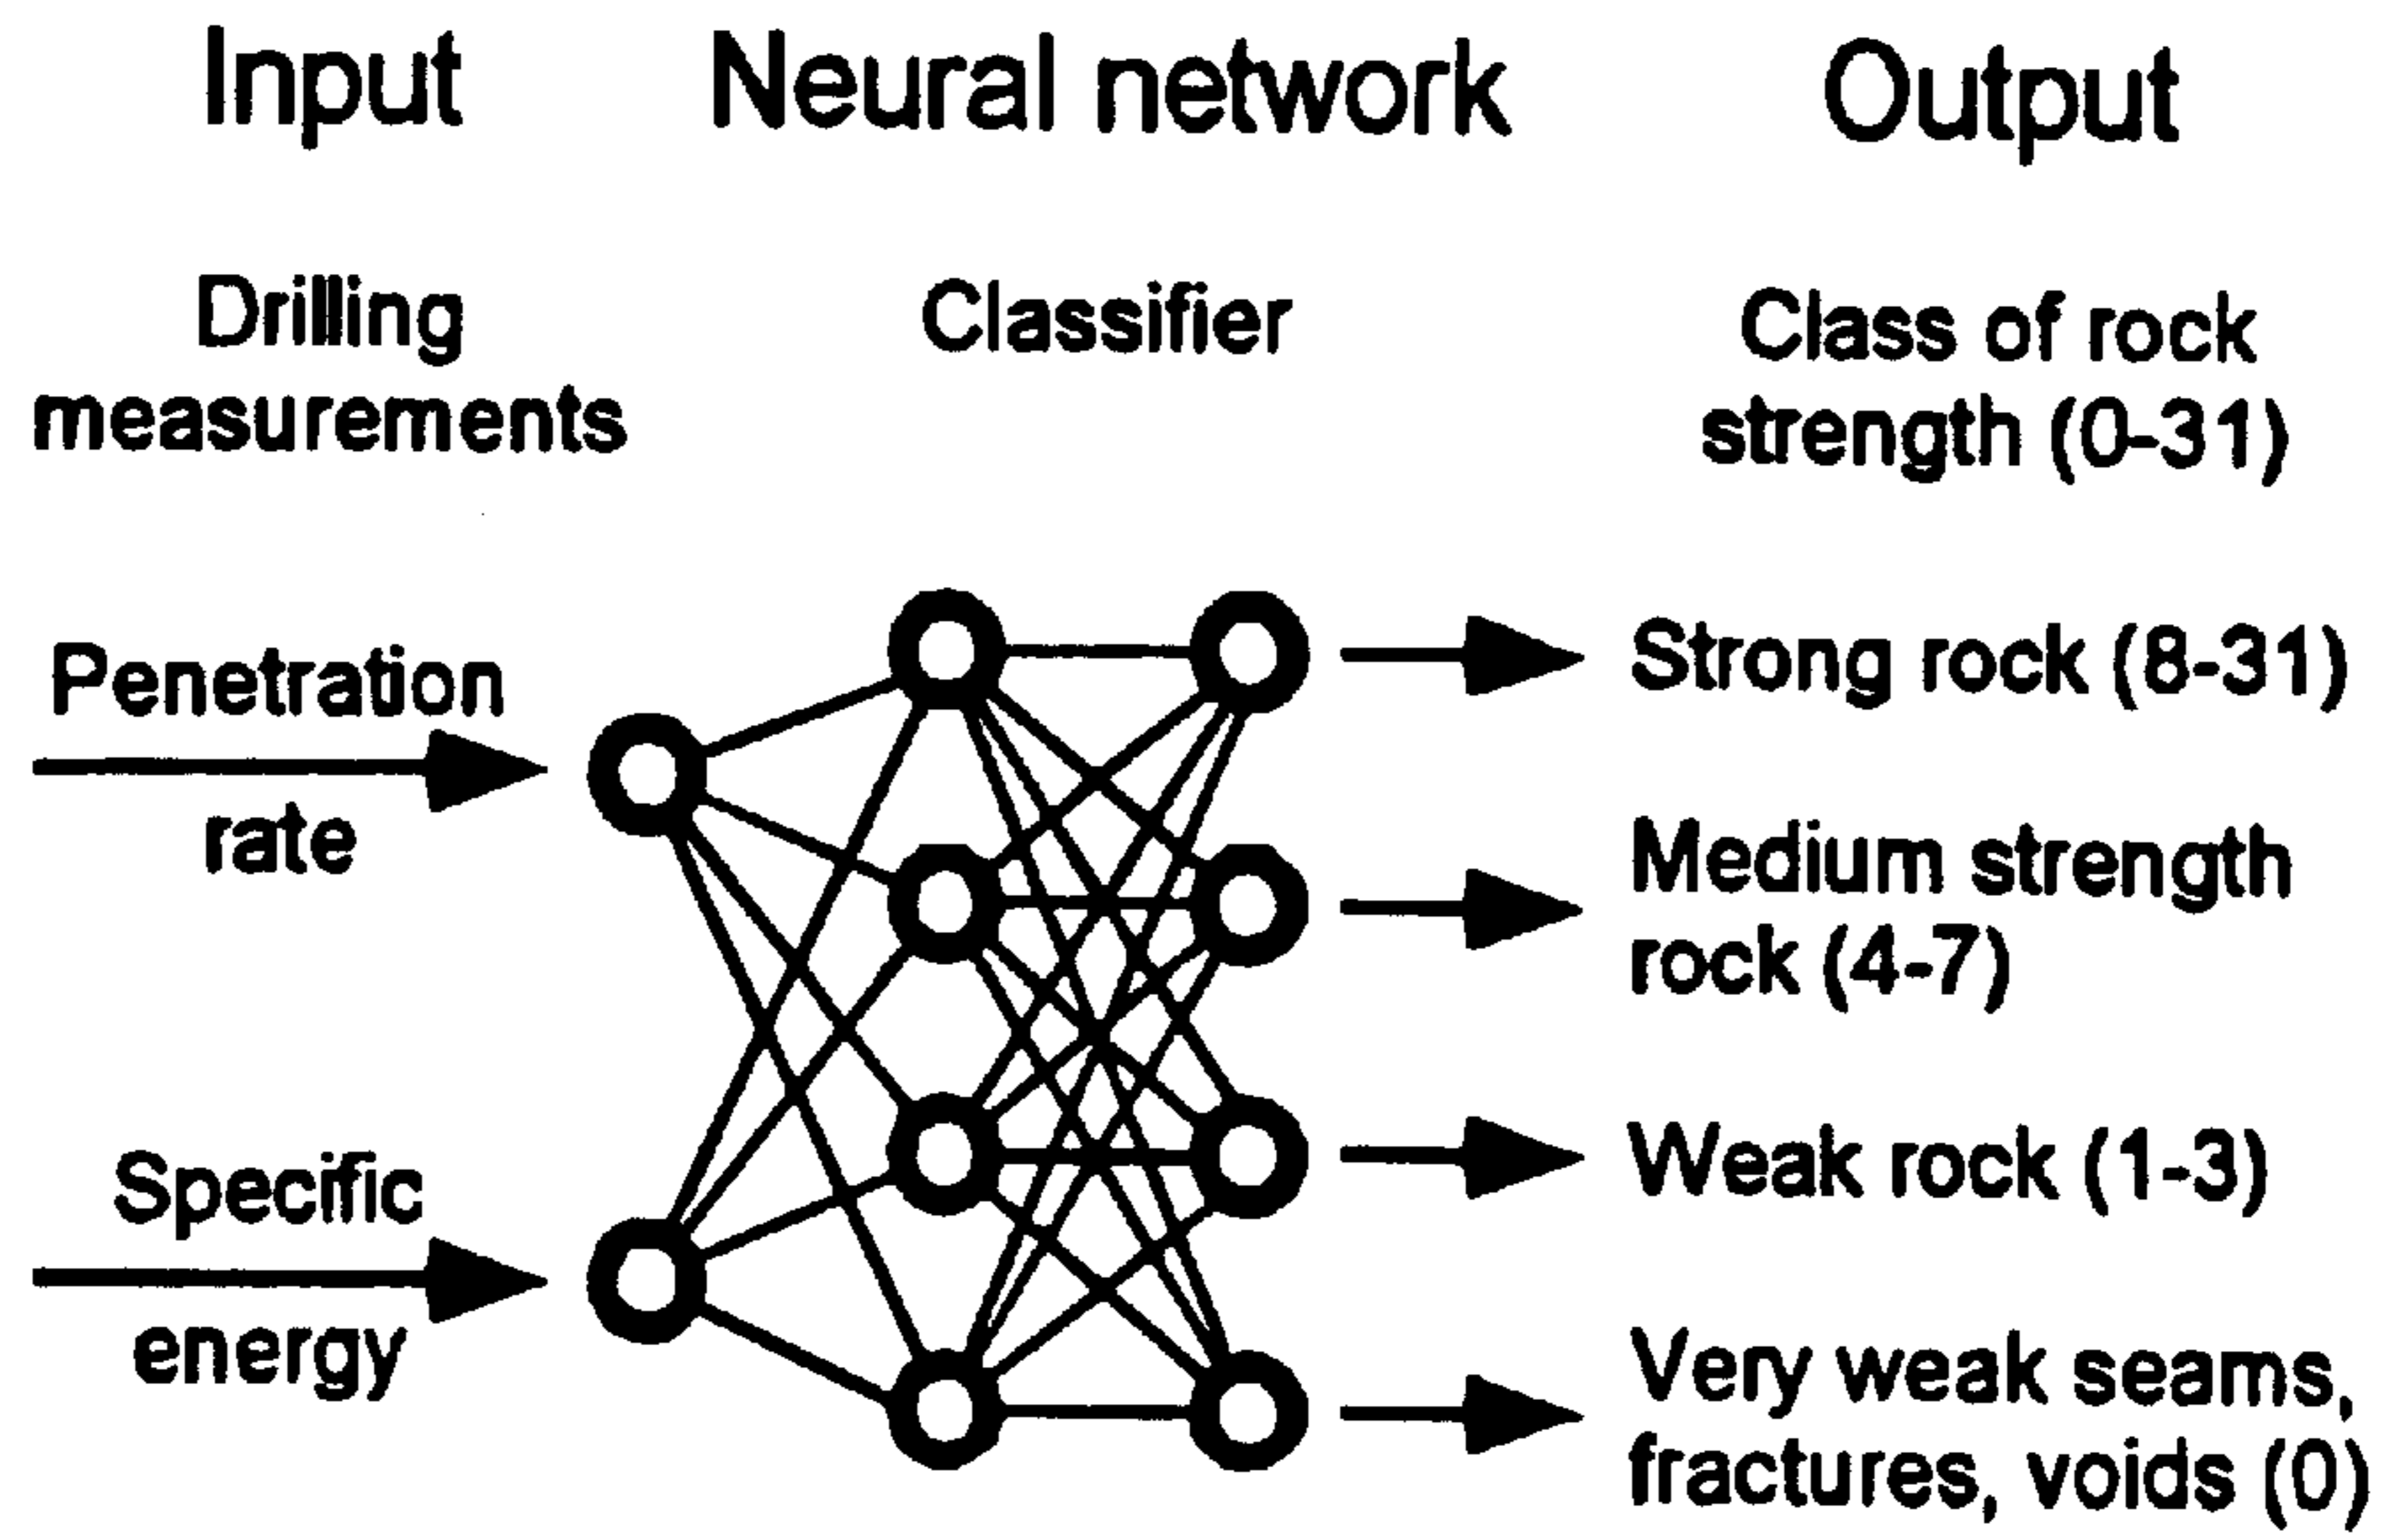 Input
Neural network
Output
Drilling
measurements
Classifier
Class of rock
strength (0-31)
Penetration
rate
Specific
energy
Strong rock (8-31)
Medium strength
rock (4-7)
Weak rock (1-3)
Very weak seams,
fractures, voids (0)